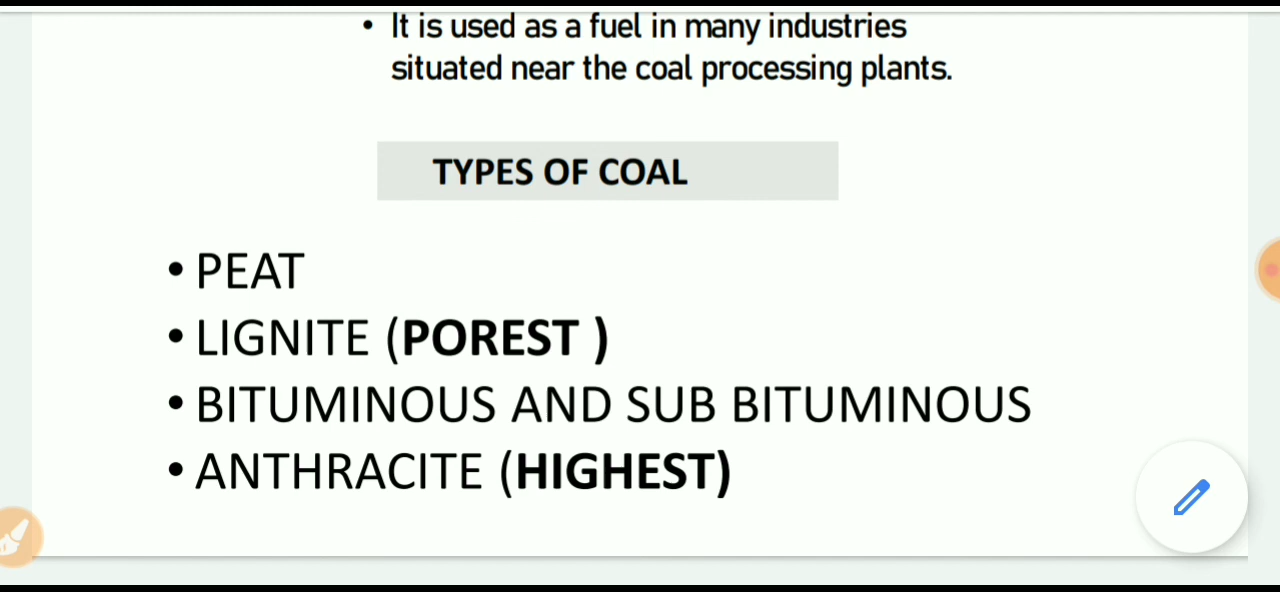 • It is used as a fuel in many industries
situated near the coal processing plants.
TYPES OF COAL
• PEAT
• LIGNITE (POREST )
• BITUMINOUS AND SUB BITUMINOUS
• ANTHRACITE (HIGHEST)